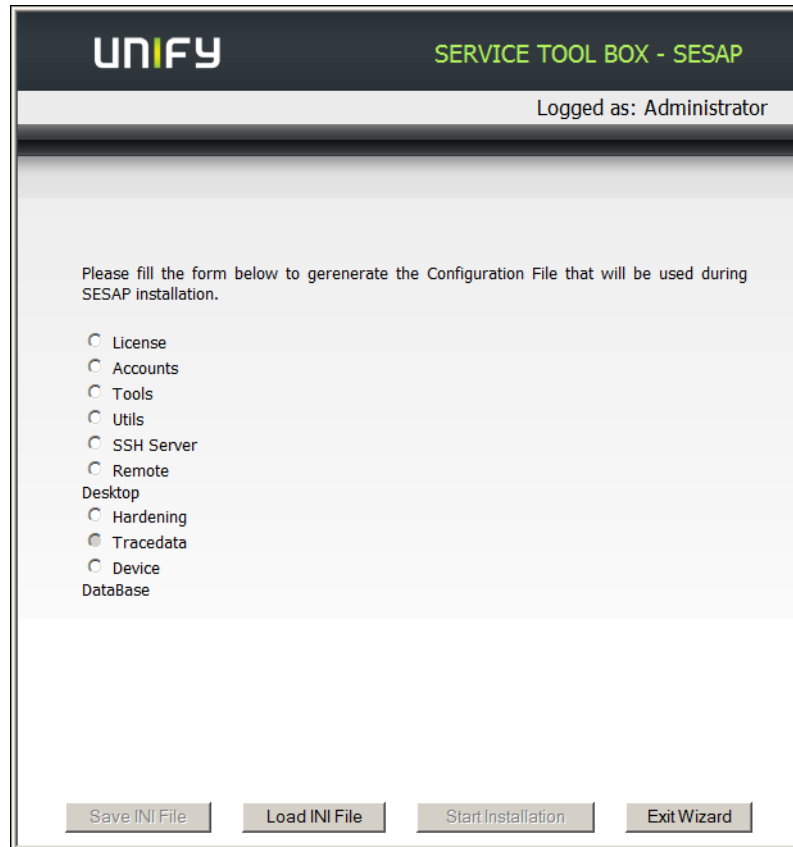 UNIFY
SERVICE TOOL BOX - SESAP
Logged as: Administrator
Please fill the form below to gerenerate the Configuration File that will be used during
SESAP installation.
License
Accounts
Tools
Utils
SSH Server
Remote
Desktop
Hardening
Tracedata
Device
DataBase
Save INI File
Load INI File
Start Installation
Exit Wizard